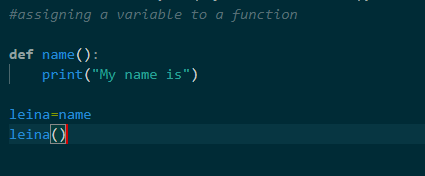 #assigning a variable to a function
def name():
    print("My name is")
leina=name
leina()